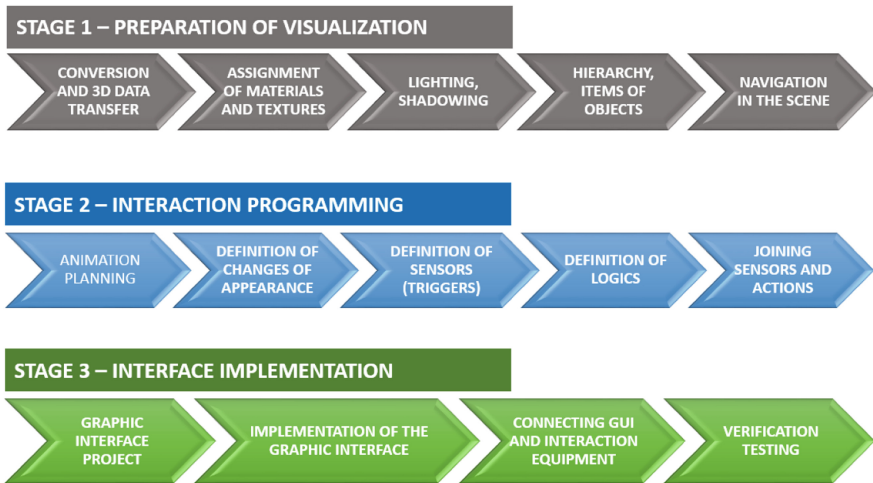 STAGE 1 – PREPARATION OF VISUALIZATION
CONVERSION
AND 3D DATA
TRANSFER
ASSIGNMENT
OF MATERIALS
AND TEXTURES
LIGHTING,
SHADOWING
HIERARCHY,
ITEMS OF
OBJECTS
NAVIGATION
IN THE SCENE
STAGE 2 – INTERACTION PROGRAMMING
ANIMATION
PLANNING
DEFINITION OF
CHANGES OF
APPEARANCE
DEFINITION OF
SENSORS
(TRIGGERS)
DEFINITION OF
LOGICS
JOINING
SENSORS AND
ACTIONS
STAGE 3 – INTERFACE IMPLEMENTATION
GRAPHIC
INTERFACE
PROJECT
IMPLEMENTATION OF THE
GRAPHIC INTERFACE
CONNECTING GUI
AND INTERACTION
EQUIPMENT
VERIFICATION
TESTING